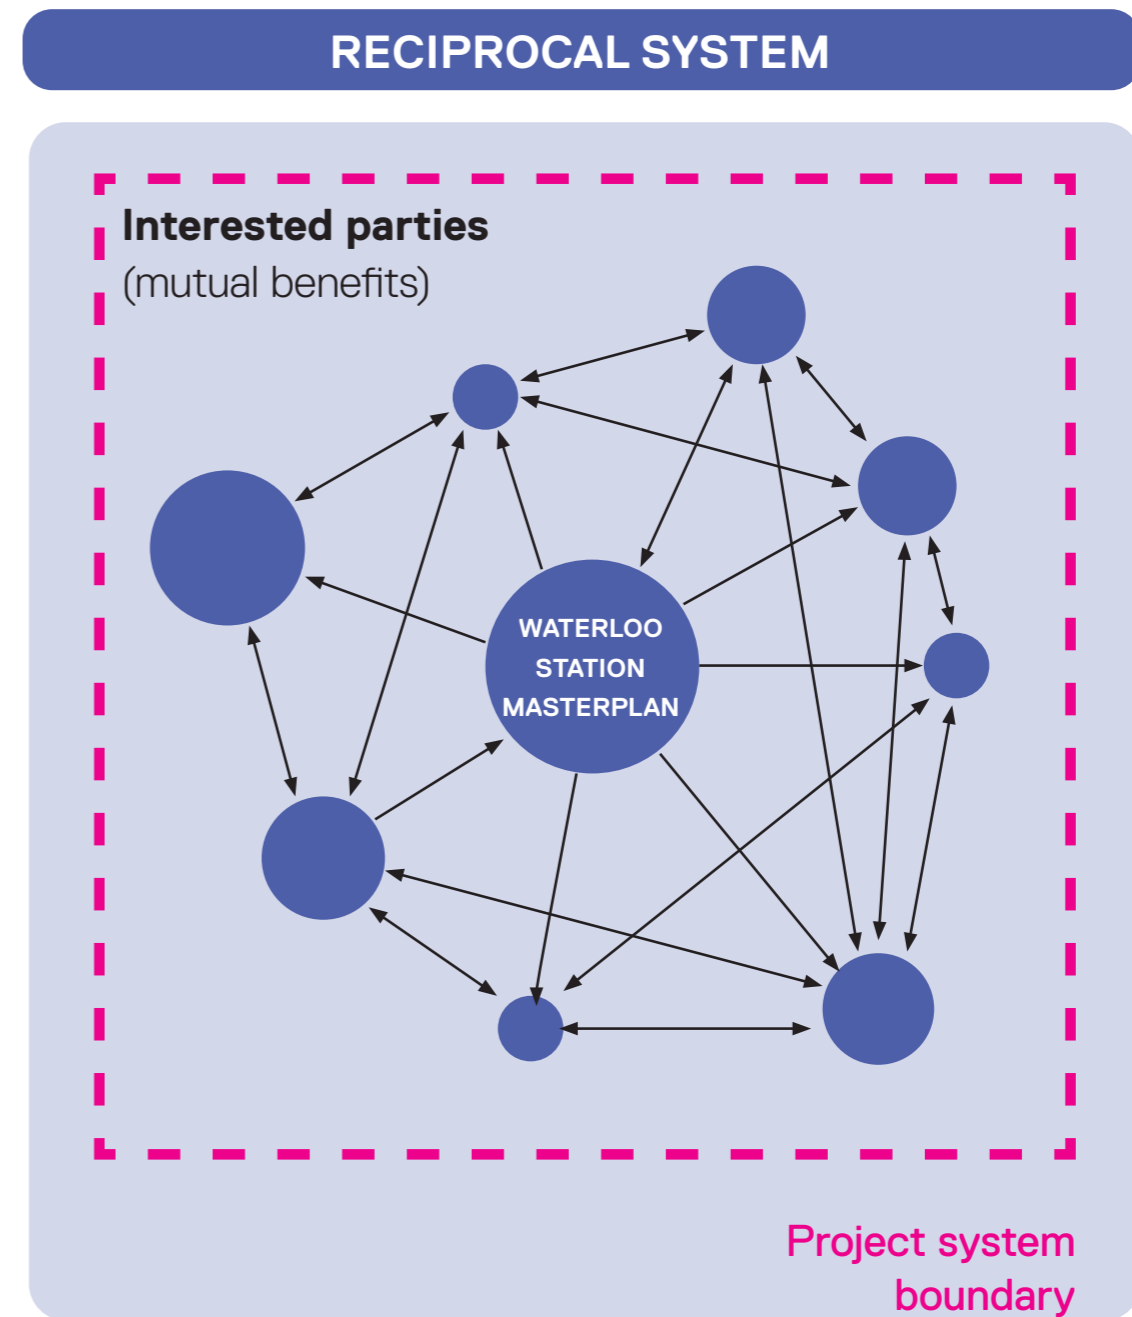 RECIPROCAL SYSTEM
Interested parties
(mutual benefits)
WATERLOO
STATION
MASTERPLAN
Project system
boundary